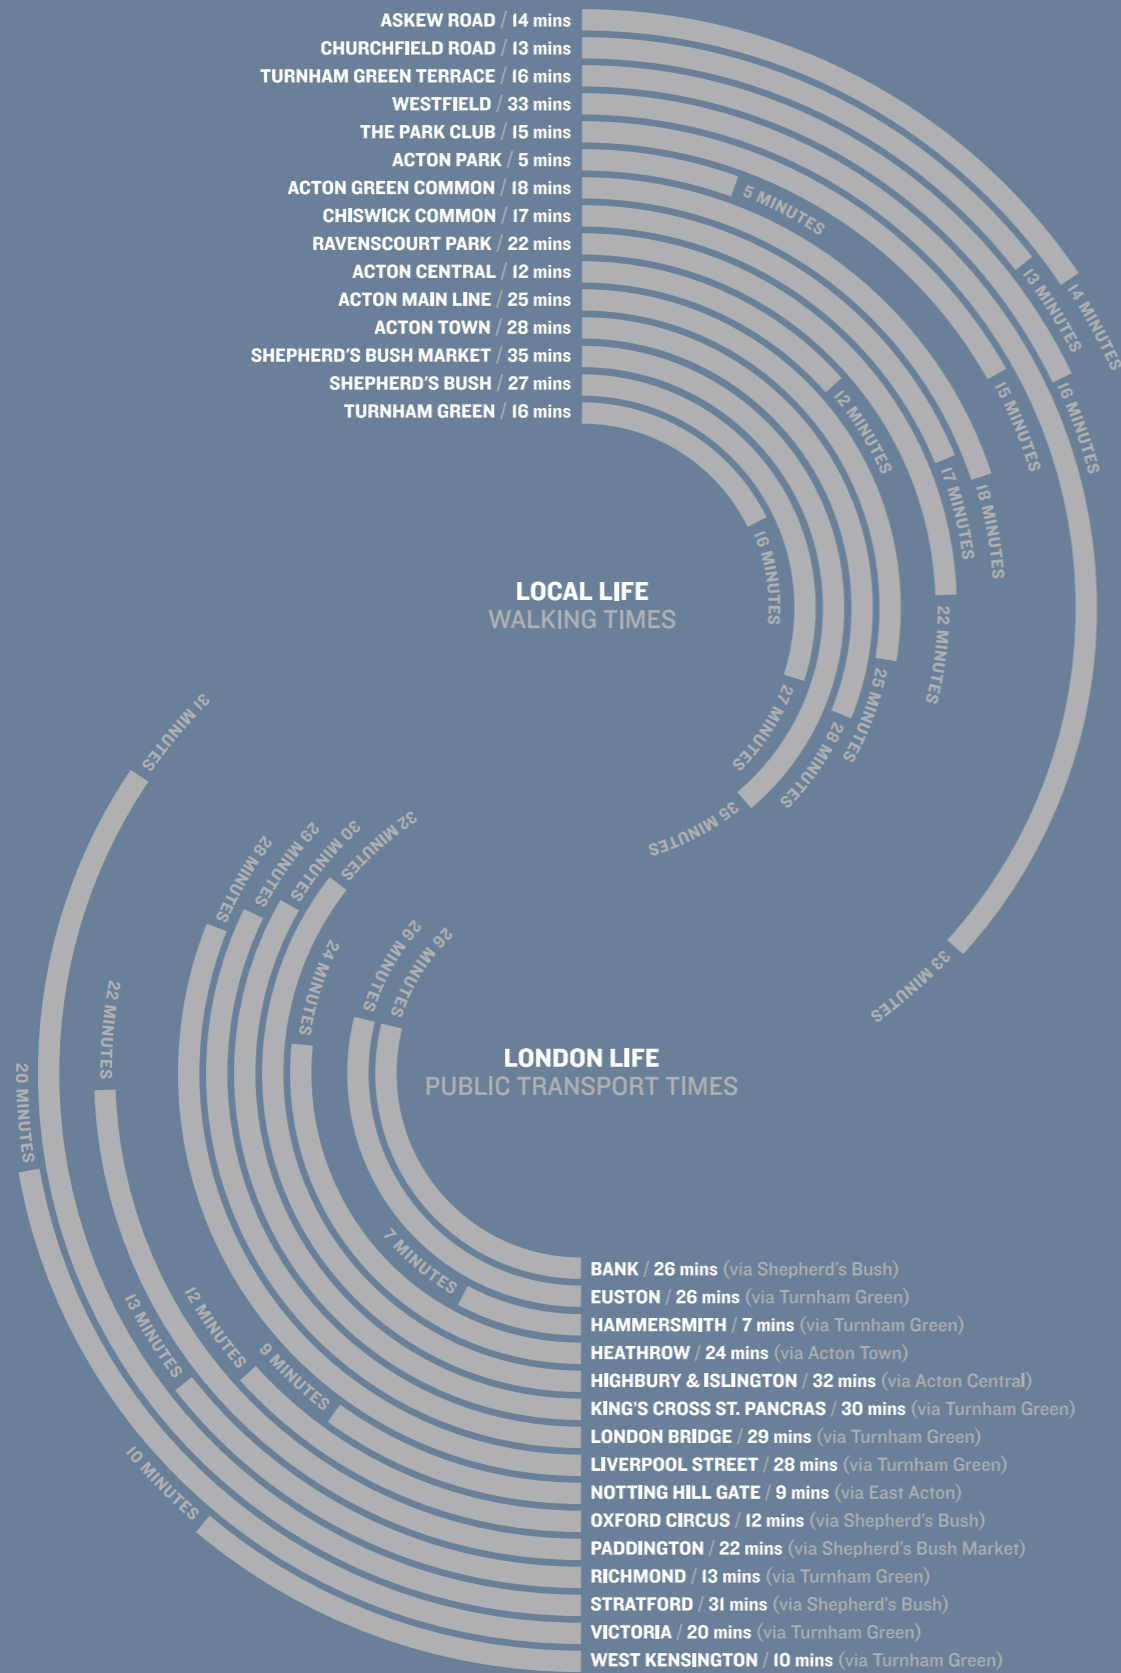 ASKEW ROAD / 14 mins
CHURCHFIELD ROAD / 13 mins
TURNHAM GREEN TERRACE / 16 mins
WESTFIELD / 33 mins
THE PARK CLUB / 15 mins
ACTON PARK / 5 mins
ACTON GREEN COMMON / 18 mins
CHISWICK COMMON / 17 mins
RAVENSCOURT PARK / 22 mins
ACTON CENTRAL / 12 mins
ACTON MAIN LINE / 25 mins
ACTON TOWN / 28 mins
SHEPHERD'S BUSH MARKET / 35 mins
SHEPHERD'S BUSH / 27 mins
TURNHAM GREEN / 16 mins
5 MINUTES
14 MINUTES
13 MINUTES
16 MINUTES
15 MINUTES
12 MINUTES
18 MINUTES
17 MINUTES
16 MINUTES
22 MINUTES
25 MINUTES
27 MINUTES
28 MINUTES
35 MINUTES
33 MINUTES
LOCAL LIFE
WALKING TIMES
31 MINUTES
28 MINUTES
29 MINUTES
30 MINUTES
32 MINUTES
24 MINUTES
26 MINUTES
26 MINUTES
22 MINUTES
20 MINUTES
7 MINUTES
13 MINUTES
12 MINUTES
9 MINUTES
10 MINUTES
LONDON LIFE
PUBLIC TRANSPORT TIMES
BANK / 26 mins (via Shepherd's Bush)
EUSTON / 26 mins (via Turnham Green)
HAMMERSMITH / 7 mins (via Turnham Green)
HEATHROW / 24 mins (via Acton Town)
HIGHBURY & ISLINGTON / 32 mins (via Acton Central)
KING'S CROSS ST. PANCRAS / 30 mins (via Turnham Green)
LONDON BRIDGE / 29 mins (via Turnham Green)
LIVERPOOL STREET / 28 mins (via Turnham Green)
NOTTING HILL GATE / 9 mins (via East Acton)
OXFORD CIRCUS / 12 mins (via Shepherd's Bush)
PADDINGTON / 22 mins (via Shepherd's Bush Market)
RICHMOND / 13 mins (via Turnham Green)
STRATFORD / 31 mins (via Shepherd's Bush)
VICTORIA / 20 mins (via Turnham Green)
WEST KENSINGTON / 10 mins (via Turnham Green)